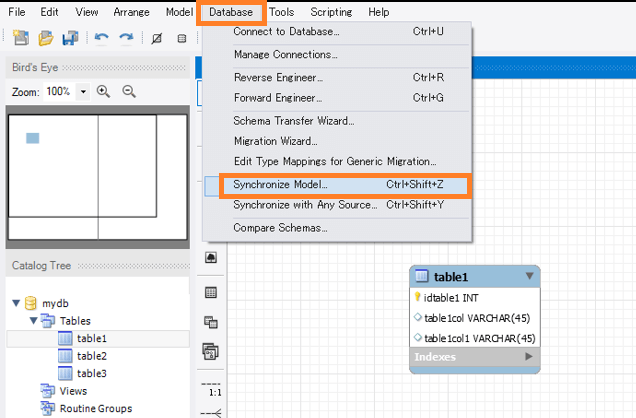 File Edit View Arrange Model Database Tools Scripting Help
Bird's Eye
Zoom: 100%
Connect to Database... Ctrl+U
Manage Connections...
Reverse Engineer... Ctrl+R
Forward Engineer... Ctrl+G
Schema Transfer Wizard...
Migration Wizard...
Edit Type Mappings for Generic Migration...
Synchronize Model... Ctrl+Shift+Z
Synchronize with Any Source... Ctrl+Shift+Y
Compare Schemas...
Catalog Tree
mydb
Tables
table1
table2
table3
Views
Routine Groups
1:1
table1
idtable1 INT
table1col VARCHAR(45)
table1col1 VARCHAR(45)
Indexes